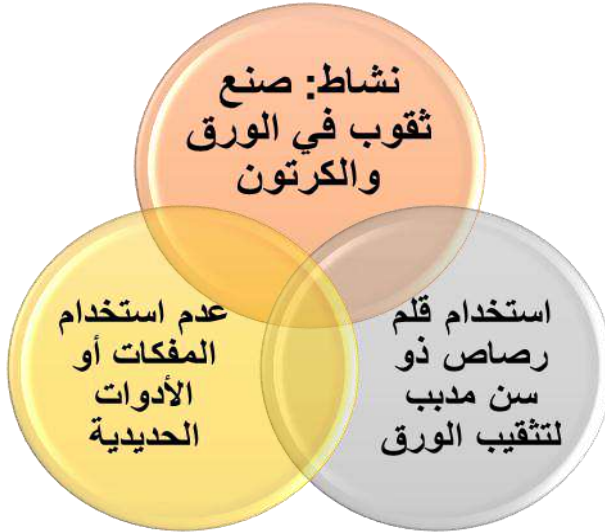 نشاط: صنع
ثقوب في الورق
والكرتون
استخدام قلم
رصاص ذو
سن مدبب
لتثقيب الورق
عدم استخدام
المفكات أو
الأدوات
الحديدية